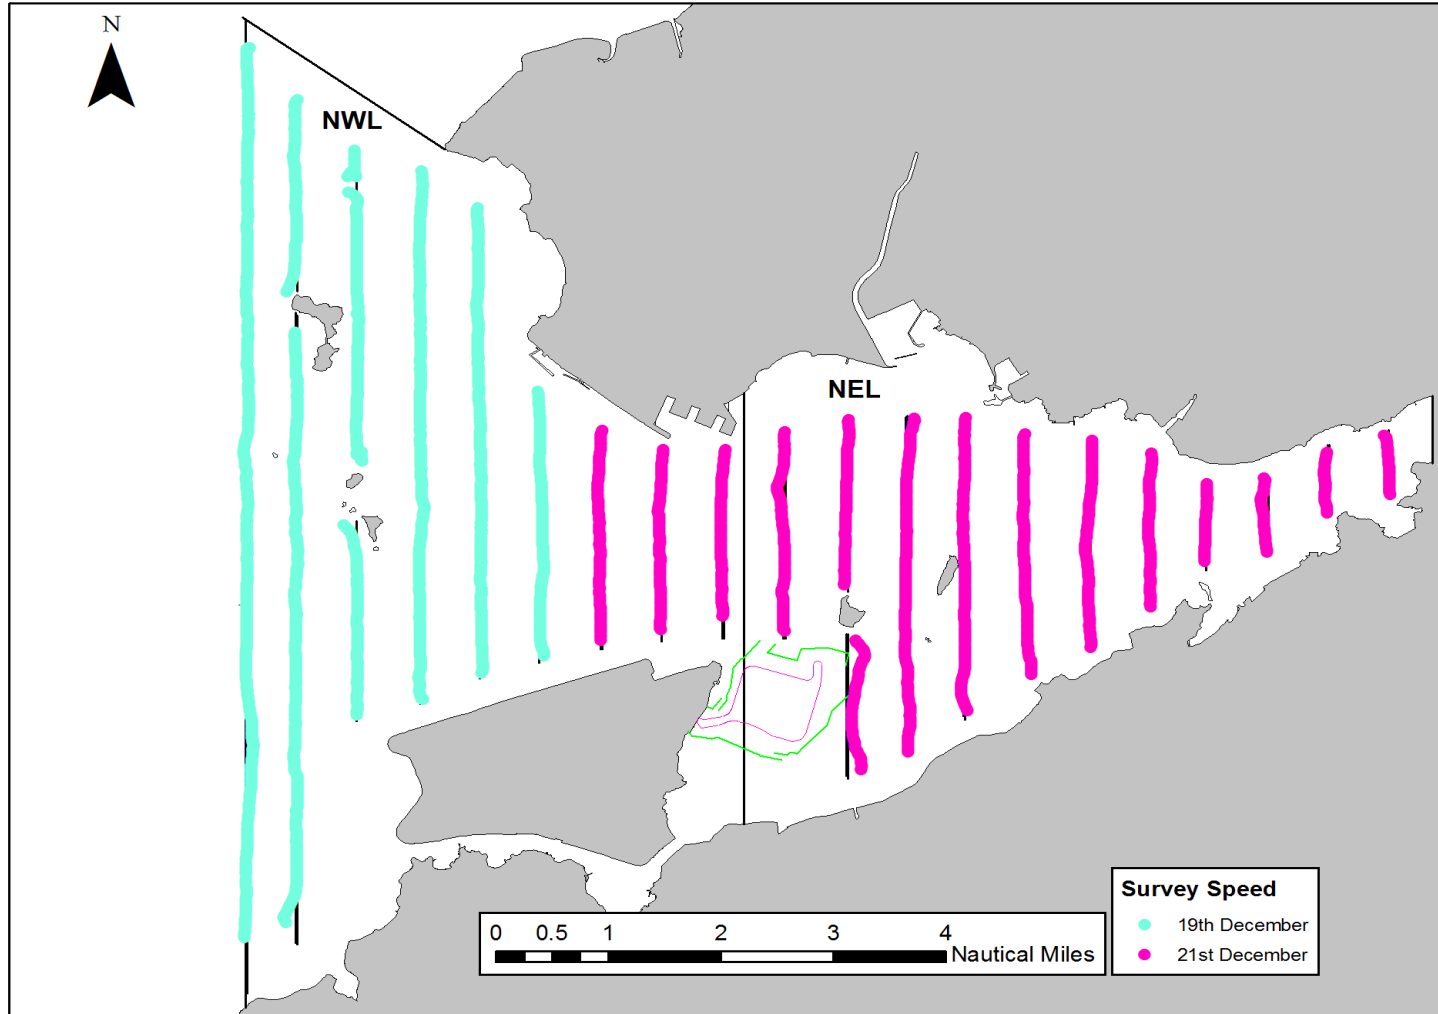 N
NWL
NEL
Survey Speed
19th December
21st December
0 0.5 1 2 3 4
Nautical Miles